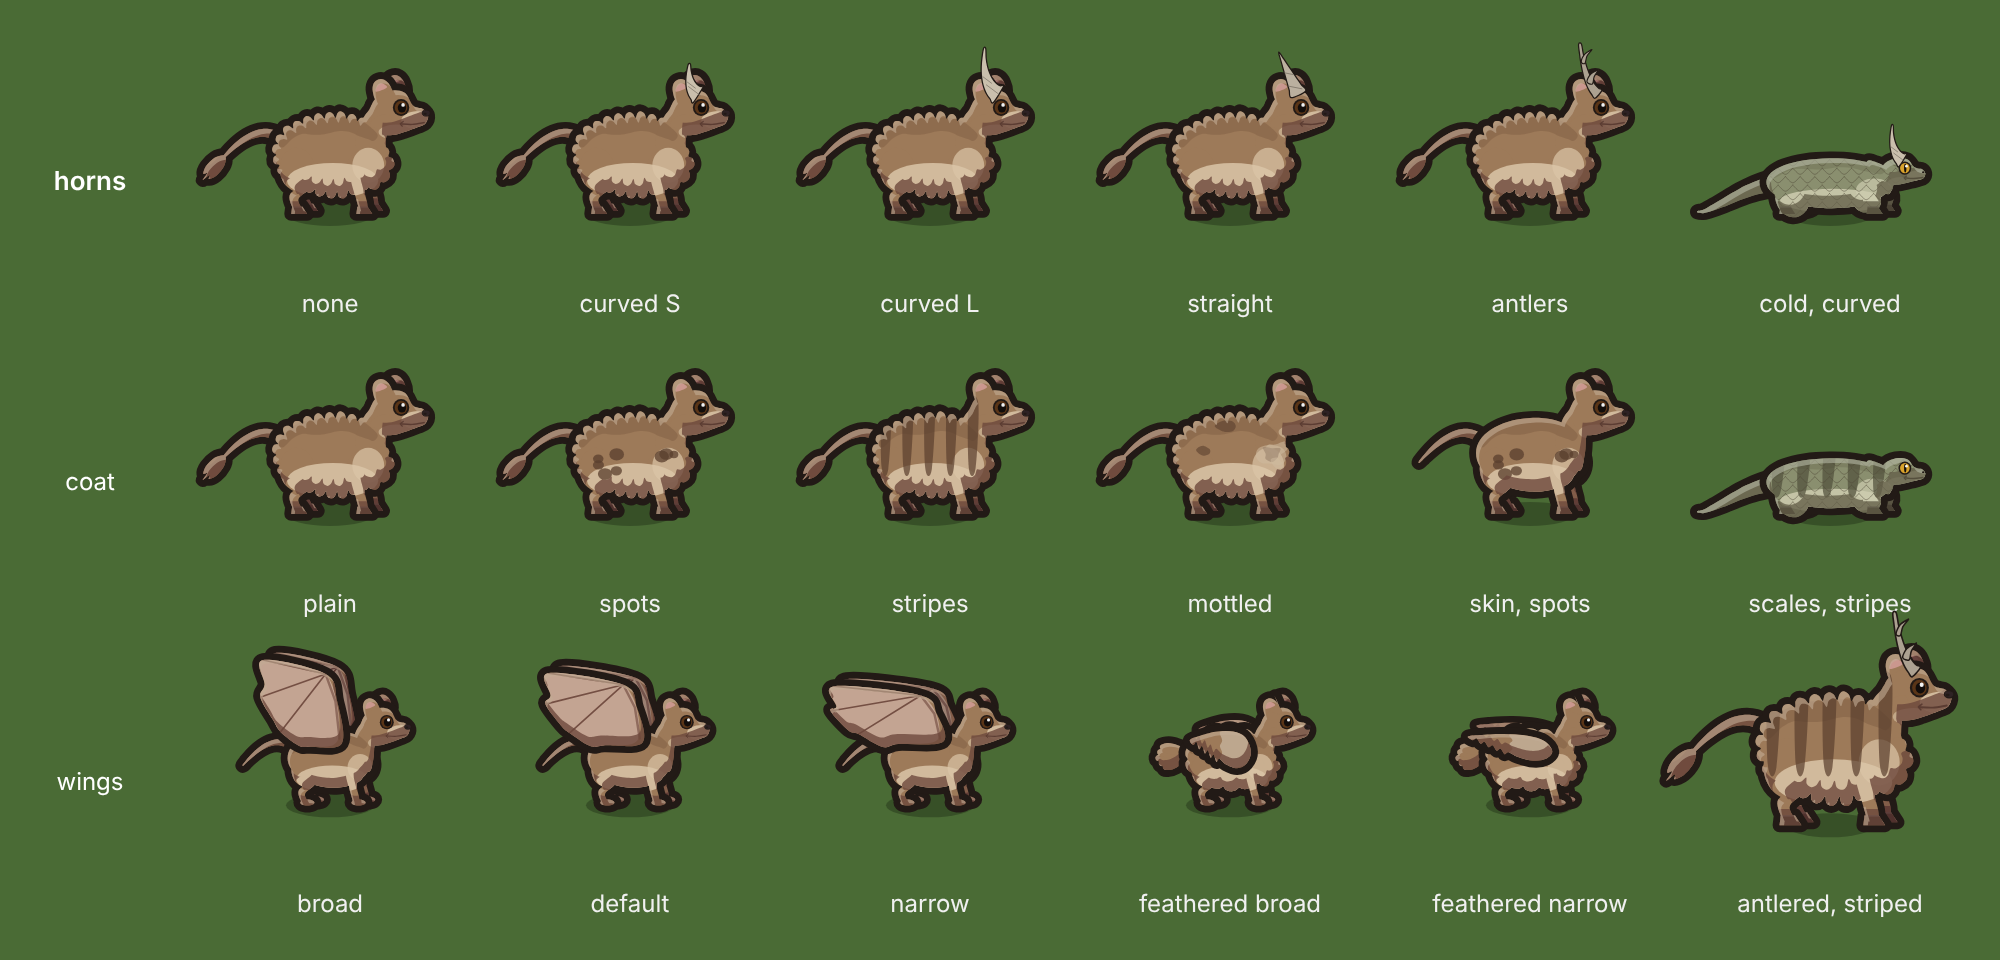 horns
none
curved S
curved L
straight
antlers
cold, curved
coat
plain
spots
stripes
mottled
skin, spots
scales, stripes
wings
broad
default
narrow
feathered broad
feathered narrow
antlered, striped